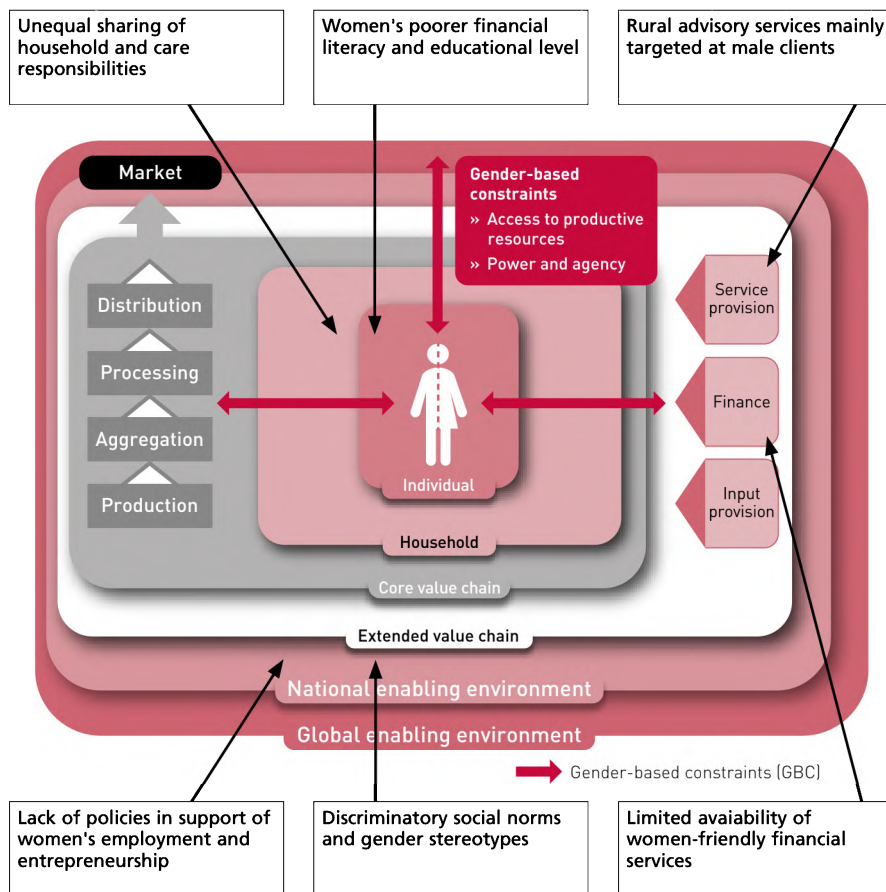 Unequal sharing of
household and care
responsibilities
Women's poorer financial
literacy and educational level
Rural advisory services mainly
targeted at male clients
Market
Gender-based
constraints
» Access to productive
resources
» Power and agency
Distribution
Processing
Aggregation
Production
Service
provision
Finance
Input
provision
Individual
Household
Core value chain
Extended value chain
National enabling environment
Global enabling environment
Gender-based constraints (GBC)
Lack of policies in support of
women's employment and
entrepreneurship
Discriminatory social norms
and gender stereotypes
Limited avaiability of
women-friendly financial
services